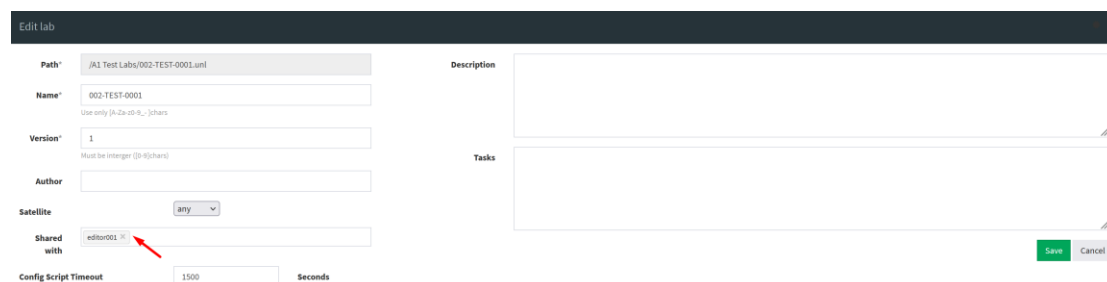 Edit lab
Path*
/A1 Test Labs/002-TEST-0001.unl
Name*
002-TEST-0001
Use only [A-Za-z0-9_- ]chars
Version*
1
Must be interger ([0-9]chars)
Author
Satellite
any
Shared with
editor001 ×
Config Script Timeout
1500
Seconds
Description
Tasks
Save
Cancel